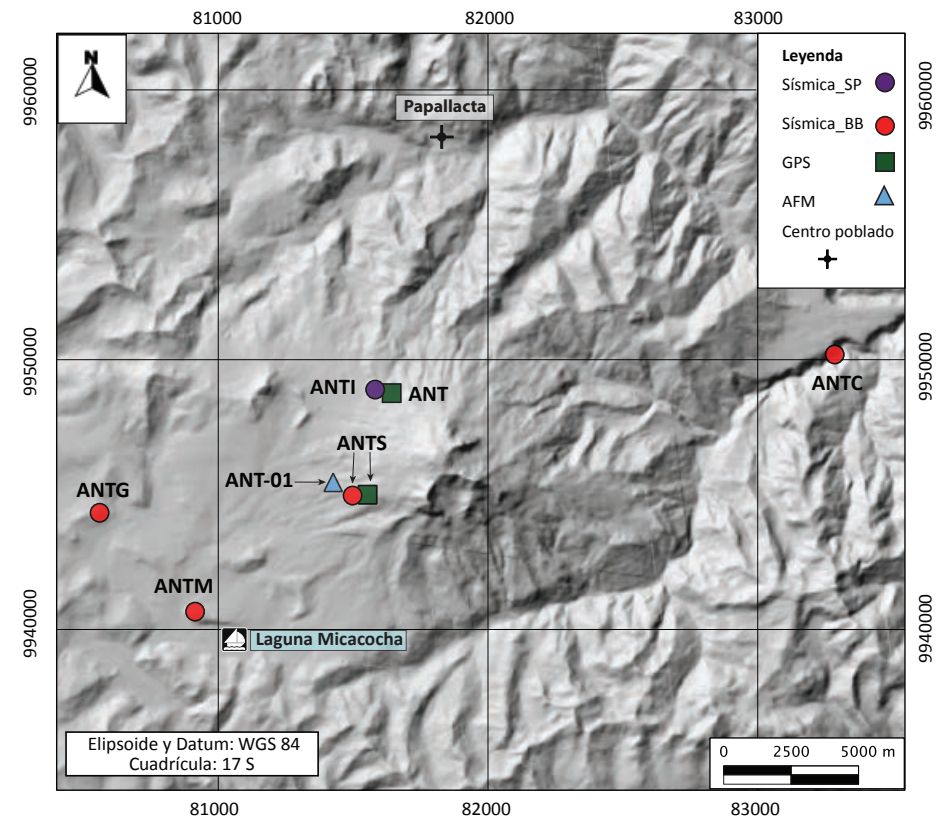 81000 82000 83000
N
Leyenda
Sísmica_SP
Sísmica_BB
GPS
AFM
Centro poblado
9960000 9960000
Papallacta
9950000 9950000
ANTC
ANTI ANT
ANTS
ANT-01
ANTG
ANTM
9940000 9940000
Laguna Micacocha
Elipsoide y Datum: WGS 84
Cuadrícula: 17 S
0 2500 5000 m
81000 82000 83000